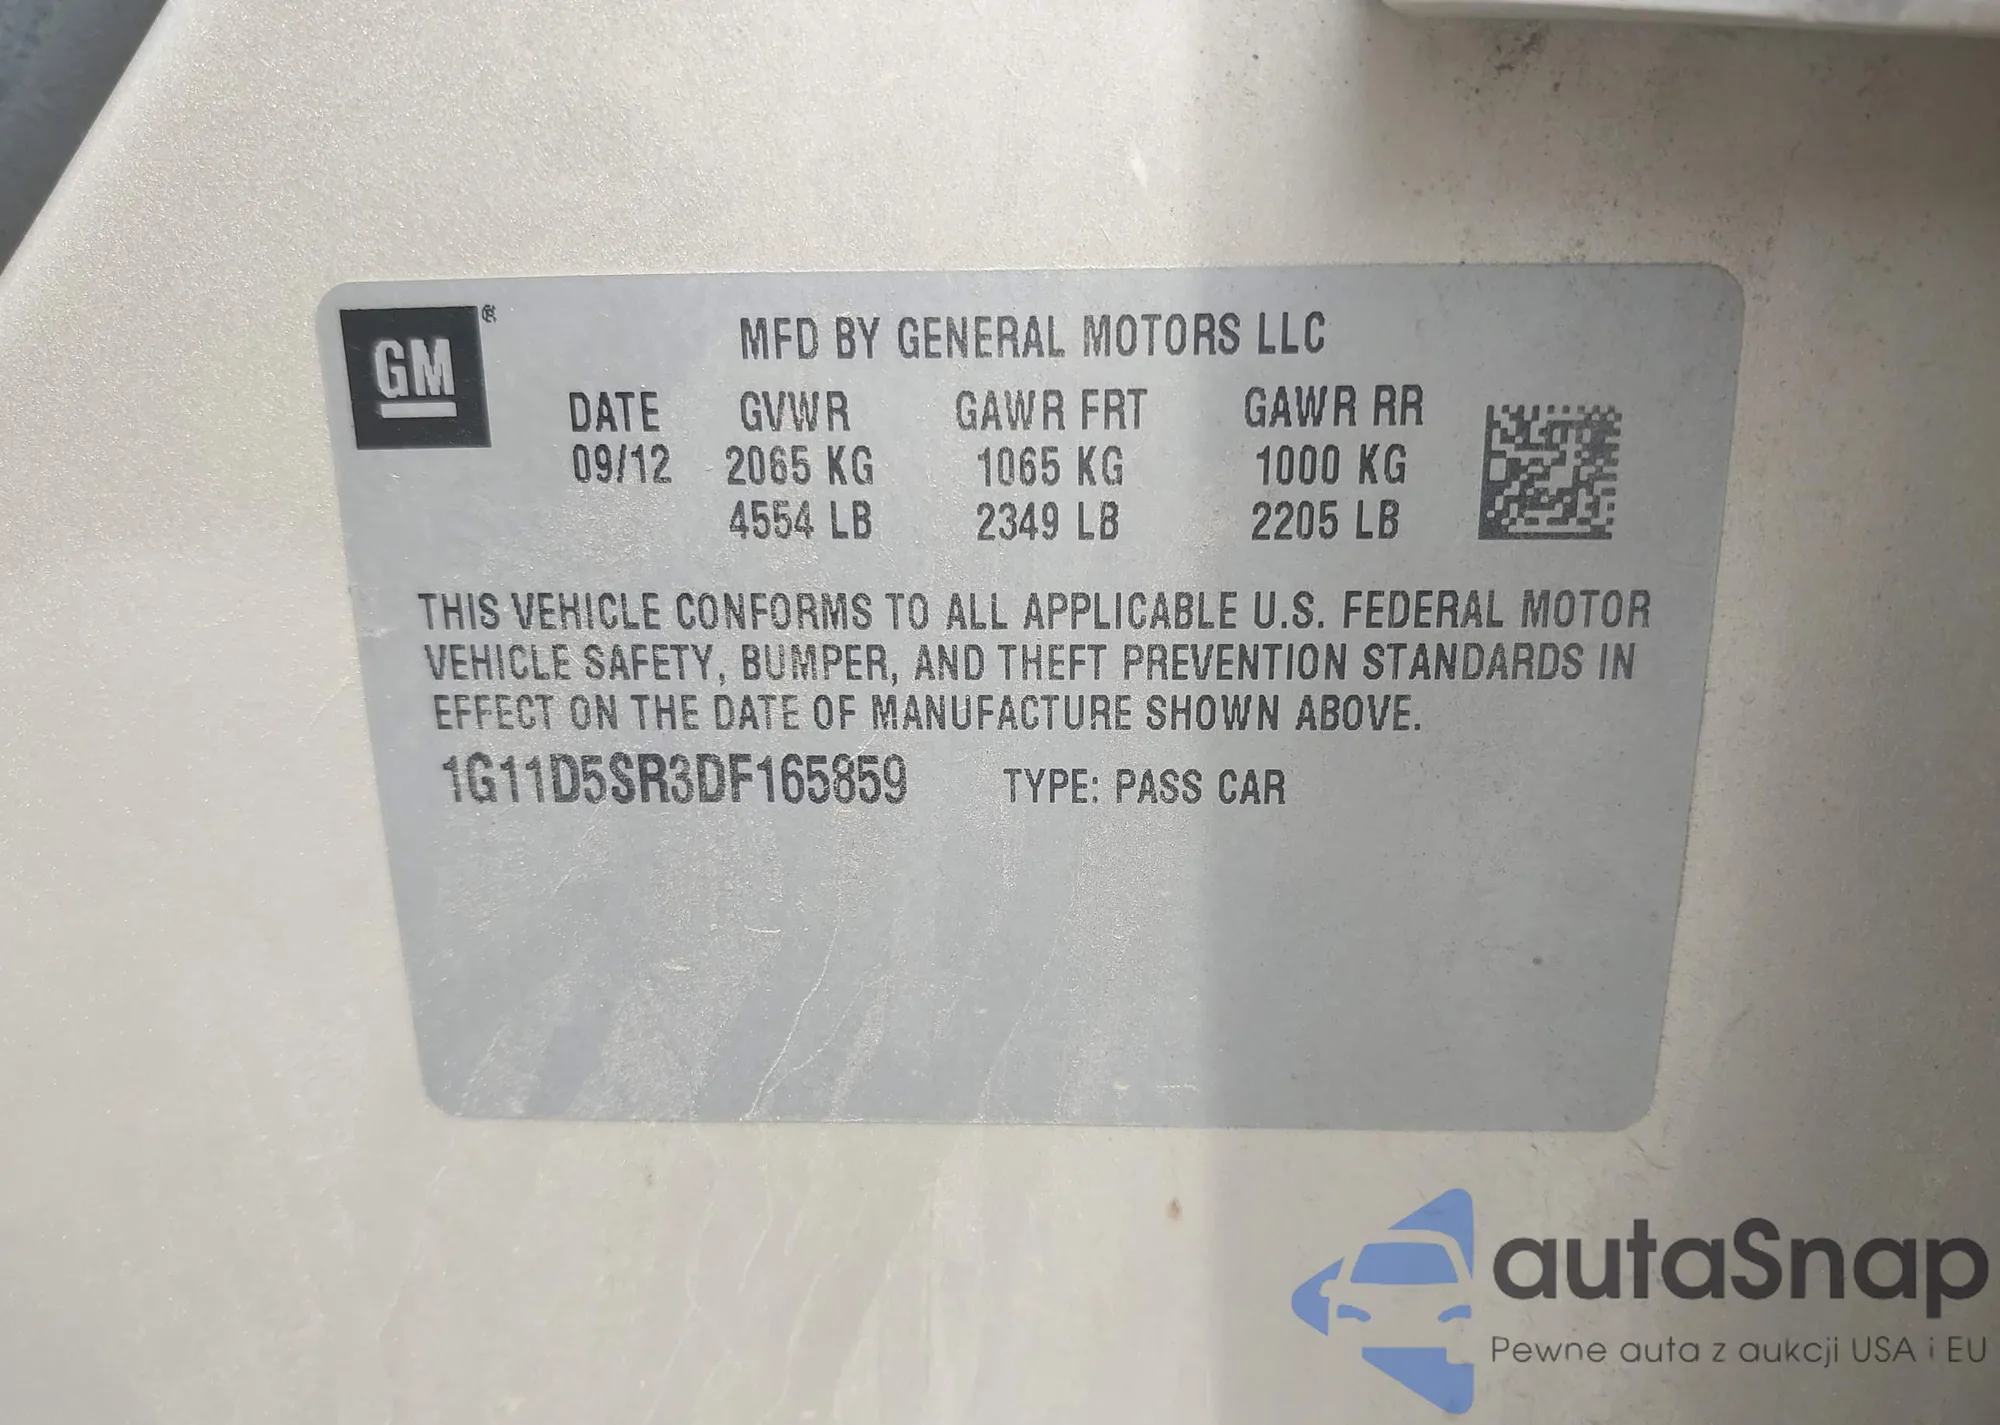 GM ®
MFD BY GENERAL MOTORS LLC
DATE GVWR GAWR FRT GAWR RR
09/12 2065 KG 1065 KG 1000 KG
4554 LB 2349 LB 2205 LB
THIS VEHICLE CONFORMS TO ALL APPLICABLE U.S. FEDERAL MOTOR
VEHICLE SAFETY, BUMPER, AND THEFT PREVENTION STANDARDS IN
EFFECT ON THE DATE OF MANUFACTURE SHOWN ABOVE.
1G11D5SR3DF165859 TYPE: PASS CAR
autaSnap
Pewne auta z aukcji USA i EU